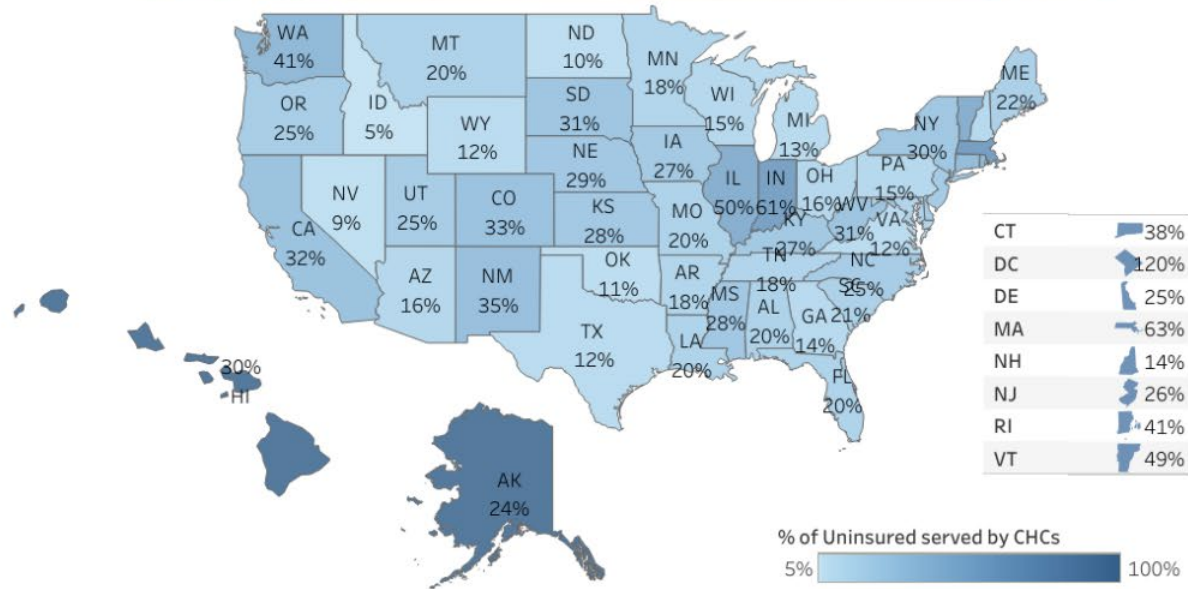 WA
41%
MT
20%
ND
10%
MN
18%
ME
22%
OR
25%
ID
5%
SD
31%
WI
15%
MI
13%
NY
30%
WY
12%
NE
29%
IA
27%
IL
50%
IN
61%
OH
16%
PA
15%
NV
9%
UT
25%
CO
33%
KS
28%
MO
20%
KY
27%
WV
31%
VA
12%
CA
32%
AZ
16%
NM
35%
OK
11%
AR
18%
TN
18%
NC
25%
SC
21%
TX
12%
LA
20%
MS
28%
AL
20%
GA
14%
FL
20%
30%
HI
AK
24%
CT 38%
DC 120%
DE 25%
MA 63%
NH 14%
NJ 26%
RI 41%
VT 49%
% of Uninsured served by CHCs
5% 100%